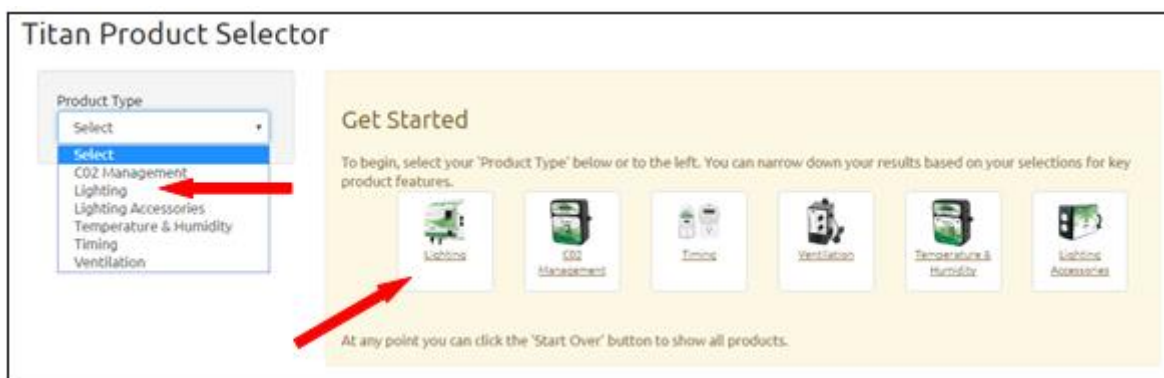 Titan Product Selector
Product Type
Select
Select
C02 Management
Lighting
Lighting Accessories
Temperature & Humidity
Timing
Ventilation
Get Started
To begin, select your 'Product Type' below or to the left. You can narrow down your results based on your selections for key
product features.
Lighting
C02
Management
Timing
Ventilation
Temperature &
Humidity
Lighting
Accessories
At any point you can click the 'Start Over' button to show all products.